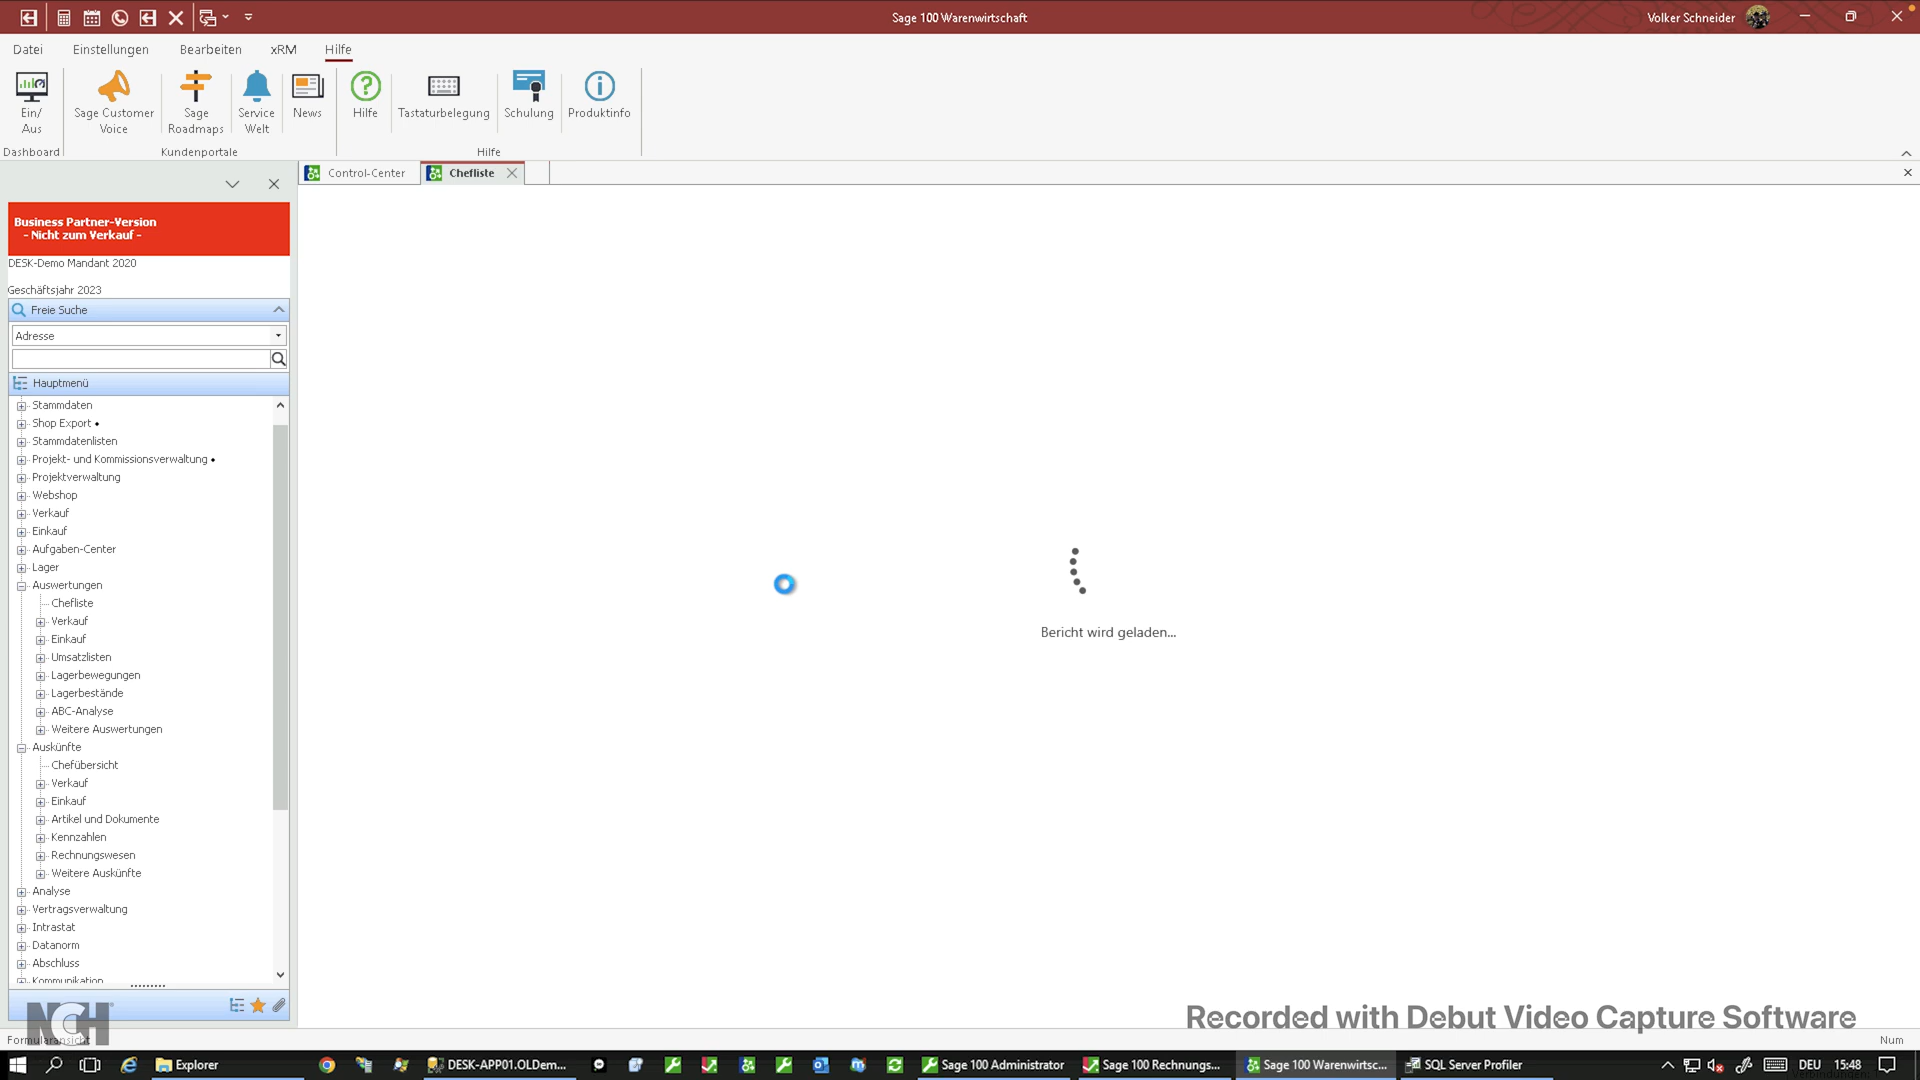 Sage 100 Warenwirtschaft
Volker Schneider
Datei Einstellungen Bearbeiten xRM Hilfe
Ein/
Aus
Sage Customer
Voice
Sage
Roadmaps
Service
Welt
News
Hilfe
Tastaturbelegung
Schulung
Produktinfo
Dashboard
Kundenportale
Hilfe
Control-Center
Chefliste
Business Partner-Version
- Nicht zum Verkauf -
DESK-Demo Mandant 2020
Geschäftsjahr 2023
Freie Suche
Adresse
Hauptmenü
Stammdaten
Shop Export •
Stammdatenlisten
Projekt- und Kommissionsverwaltung •
Projektverwaltung
Webshop
Verkauf
Einkauf
Aufgaben-Center
Lager
Auswertungen
Chefliste
Verkauf
Einkauf
Umsatzlisten
Lagerbewegungen
Lagerbestände
ABC-Analyse
Weitere Auswertungen
Auskünfte
Chefübersicht
Verkauf
Einkauf
Artikel und Dokumente
Kennzahlen
Rechnungswesen
Weitere Auskünfte
Analyse
Vertragsverwaltung
Intrastat
Datanorm
Abschluss
Kommunikation
Bericht wird geladen...
NCH
Recorded with Debut Video Capture Software
Formularansicht
Num
Explorer
DESK-APP01.OLDem...
Sage 100 Administrator
Sage 100 Rechnungs...
Sage 100 Warenwirtsc...
SQL Server Profiler
DEU
15:48